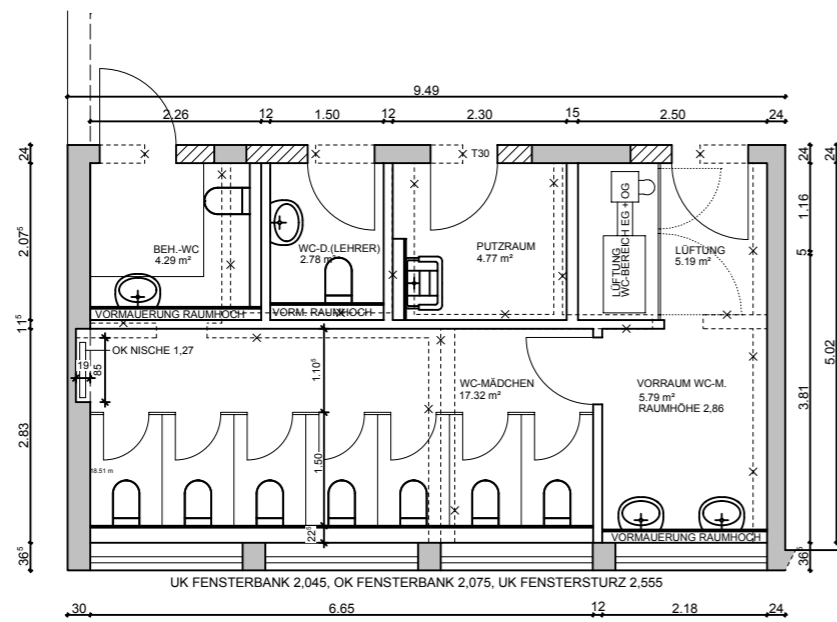 9.49
2.26 12 1.50 12 2.30 15 2.50 24
24
24
24
T30
2.07⁵
1.16
BEH.-WC
4.29 m²
WC-D.(LEHRER)
2.78 m²
PUTZRAUM
4.77 m²
LÜFTUNG
WC-BEREICH EG + OG
LÜFTUNG
5.19 m²
5
VORMAUERUNG RAUMHOCH
VORM. RAUMHOCH
11⁵
5.02
OK NISCHE 1,27
19
85
1.10⁵
WC-MÄDCHEN
17.32 m²
VORRAUM WC-M.
5.79 m²
RAUMHÖHE 2,86
2.83
3.81
18.51 m
1.50
22⁵
VORMAUERUNG RAUMHOCH
36⁵
36⁵
UK FENSTERBANK 2,045, OK FENSTERBANK 2,075, UK FENSTERSTURZ 2,555
30 6.65 12 2.18 24